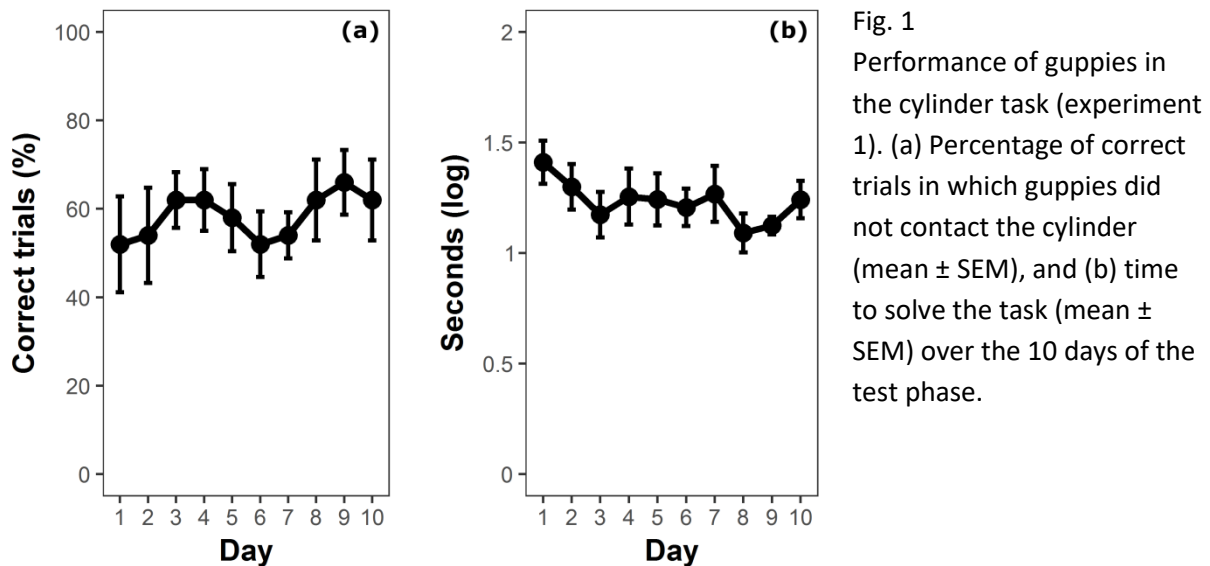 (a)
100
80
60
40
20
0
Correct trials (%)
1 2 3 4 5 6 7 8 9 10
Day
(b)
2
1.5
1
0.5
0
Seconds (log)
1 2 3 4 5 6 7 8 9 10
Day
Fig. 1
Performance of guppies in
the cylinder task (experiment
1). (a) Percentage of correct
trials in which guppies did
not contact the cylinder
(mean ± SEM), and (b) time
to solve the task (mean ±
SEM) over the 10 days of the
test phase.